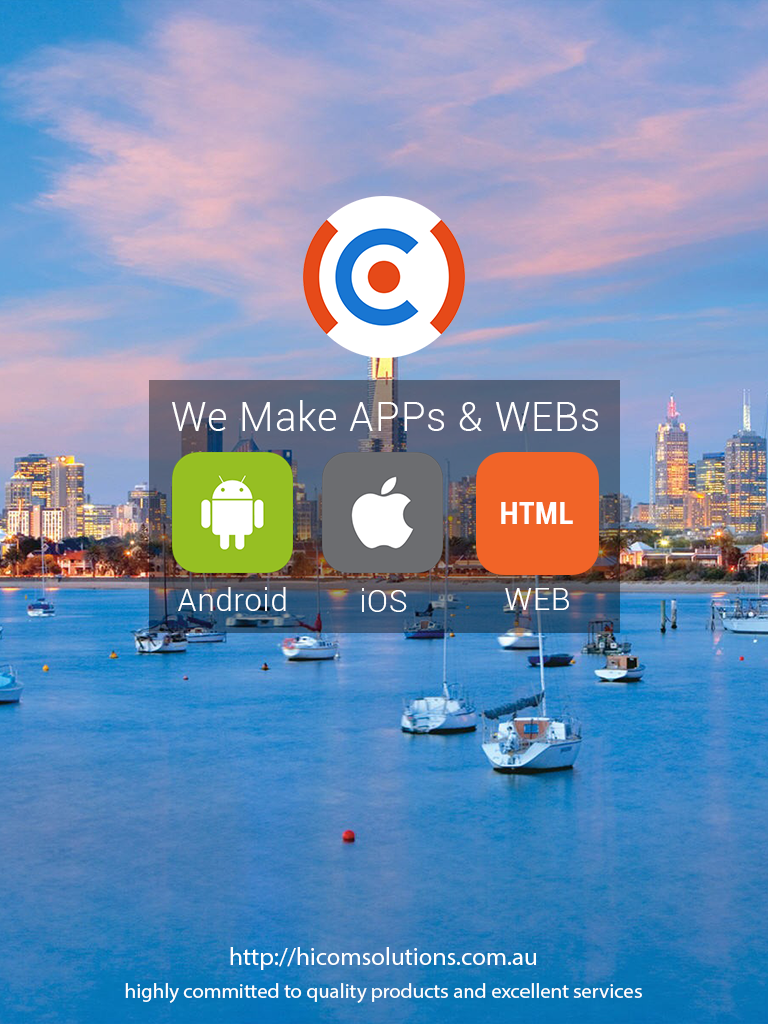 We Make APPs & WEBs
HTML
Android iOS WEB
http://hicomsolutions.com.au
highly committed to quality products and excellent services